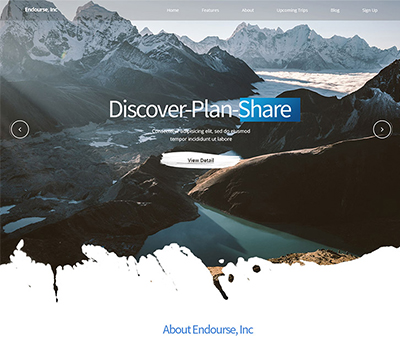 Endourse, Inc
Home Features About Upcoming Trips Blog Sign Up
Discover-Plan-Share
Consectetur adipisicing elit, sed do eiusmod
tempor incididunt ut labore
View Detail
About Endourse, Inc